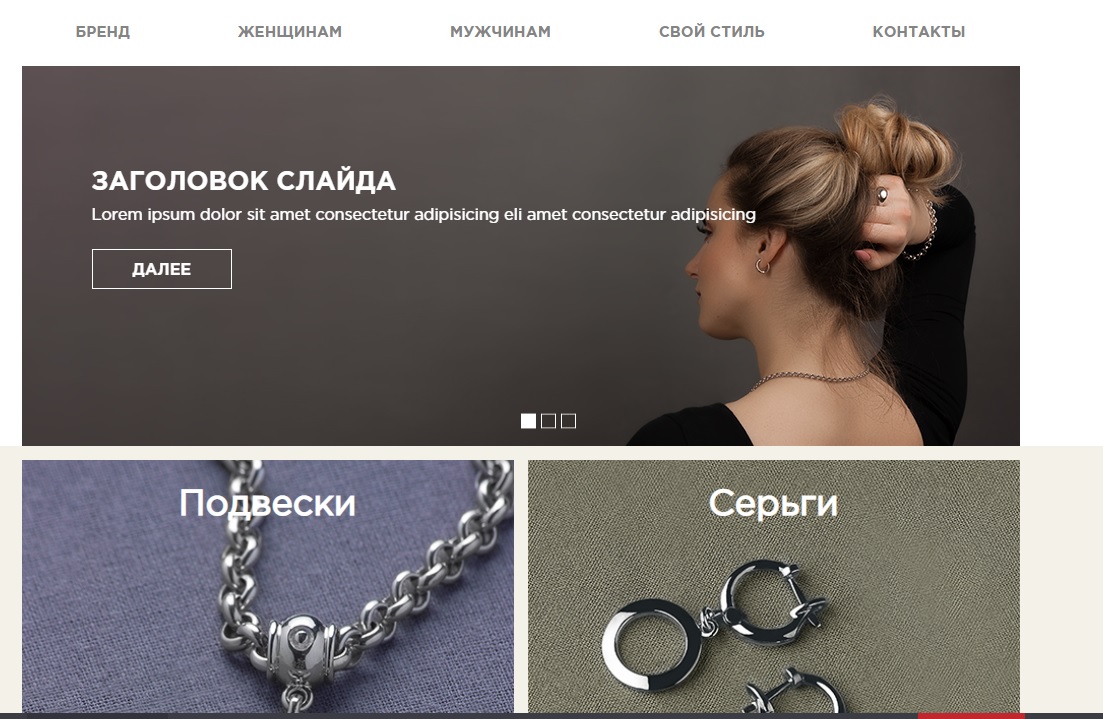 БРЕНД ЖЕНЩИНАМ МУЖЧИНАМ СВОЙ СТИЛЬ КОНТАКТЫ
ЗАГОЛОВОК СЛАЙДА
Lorem ipsum dolor sit amet consectetur adipisicing eli amet consectetur adipisicing
ДАЛЕЕ
Подвески
Серьги